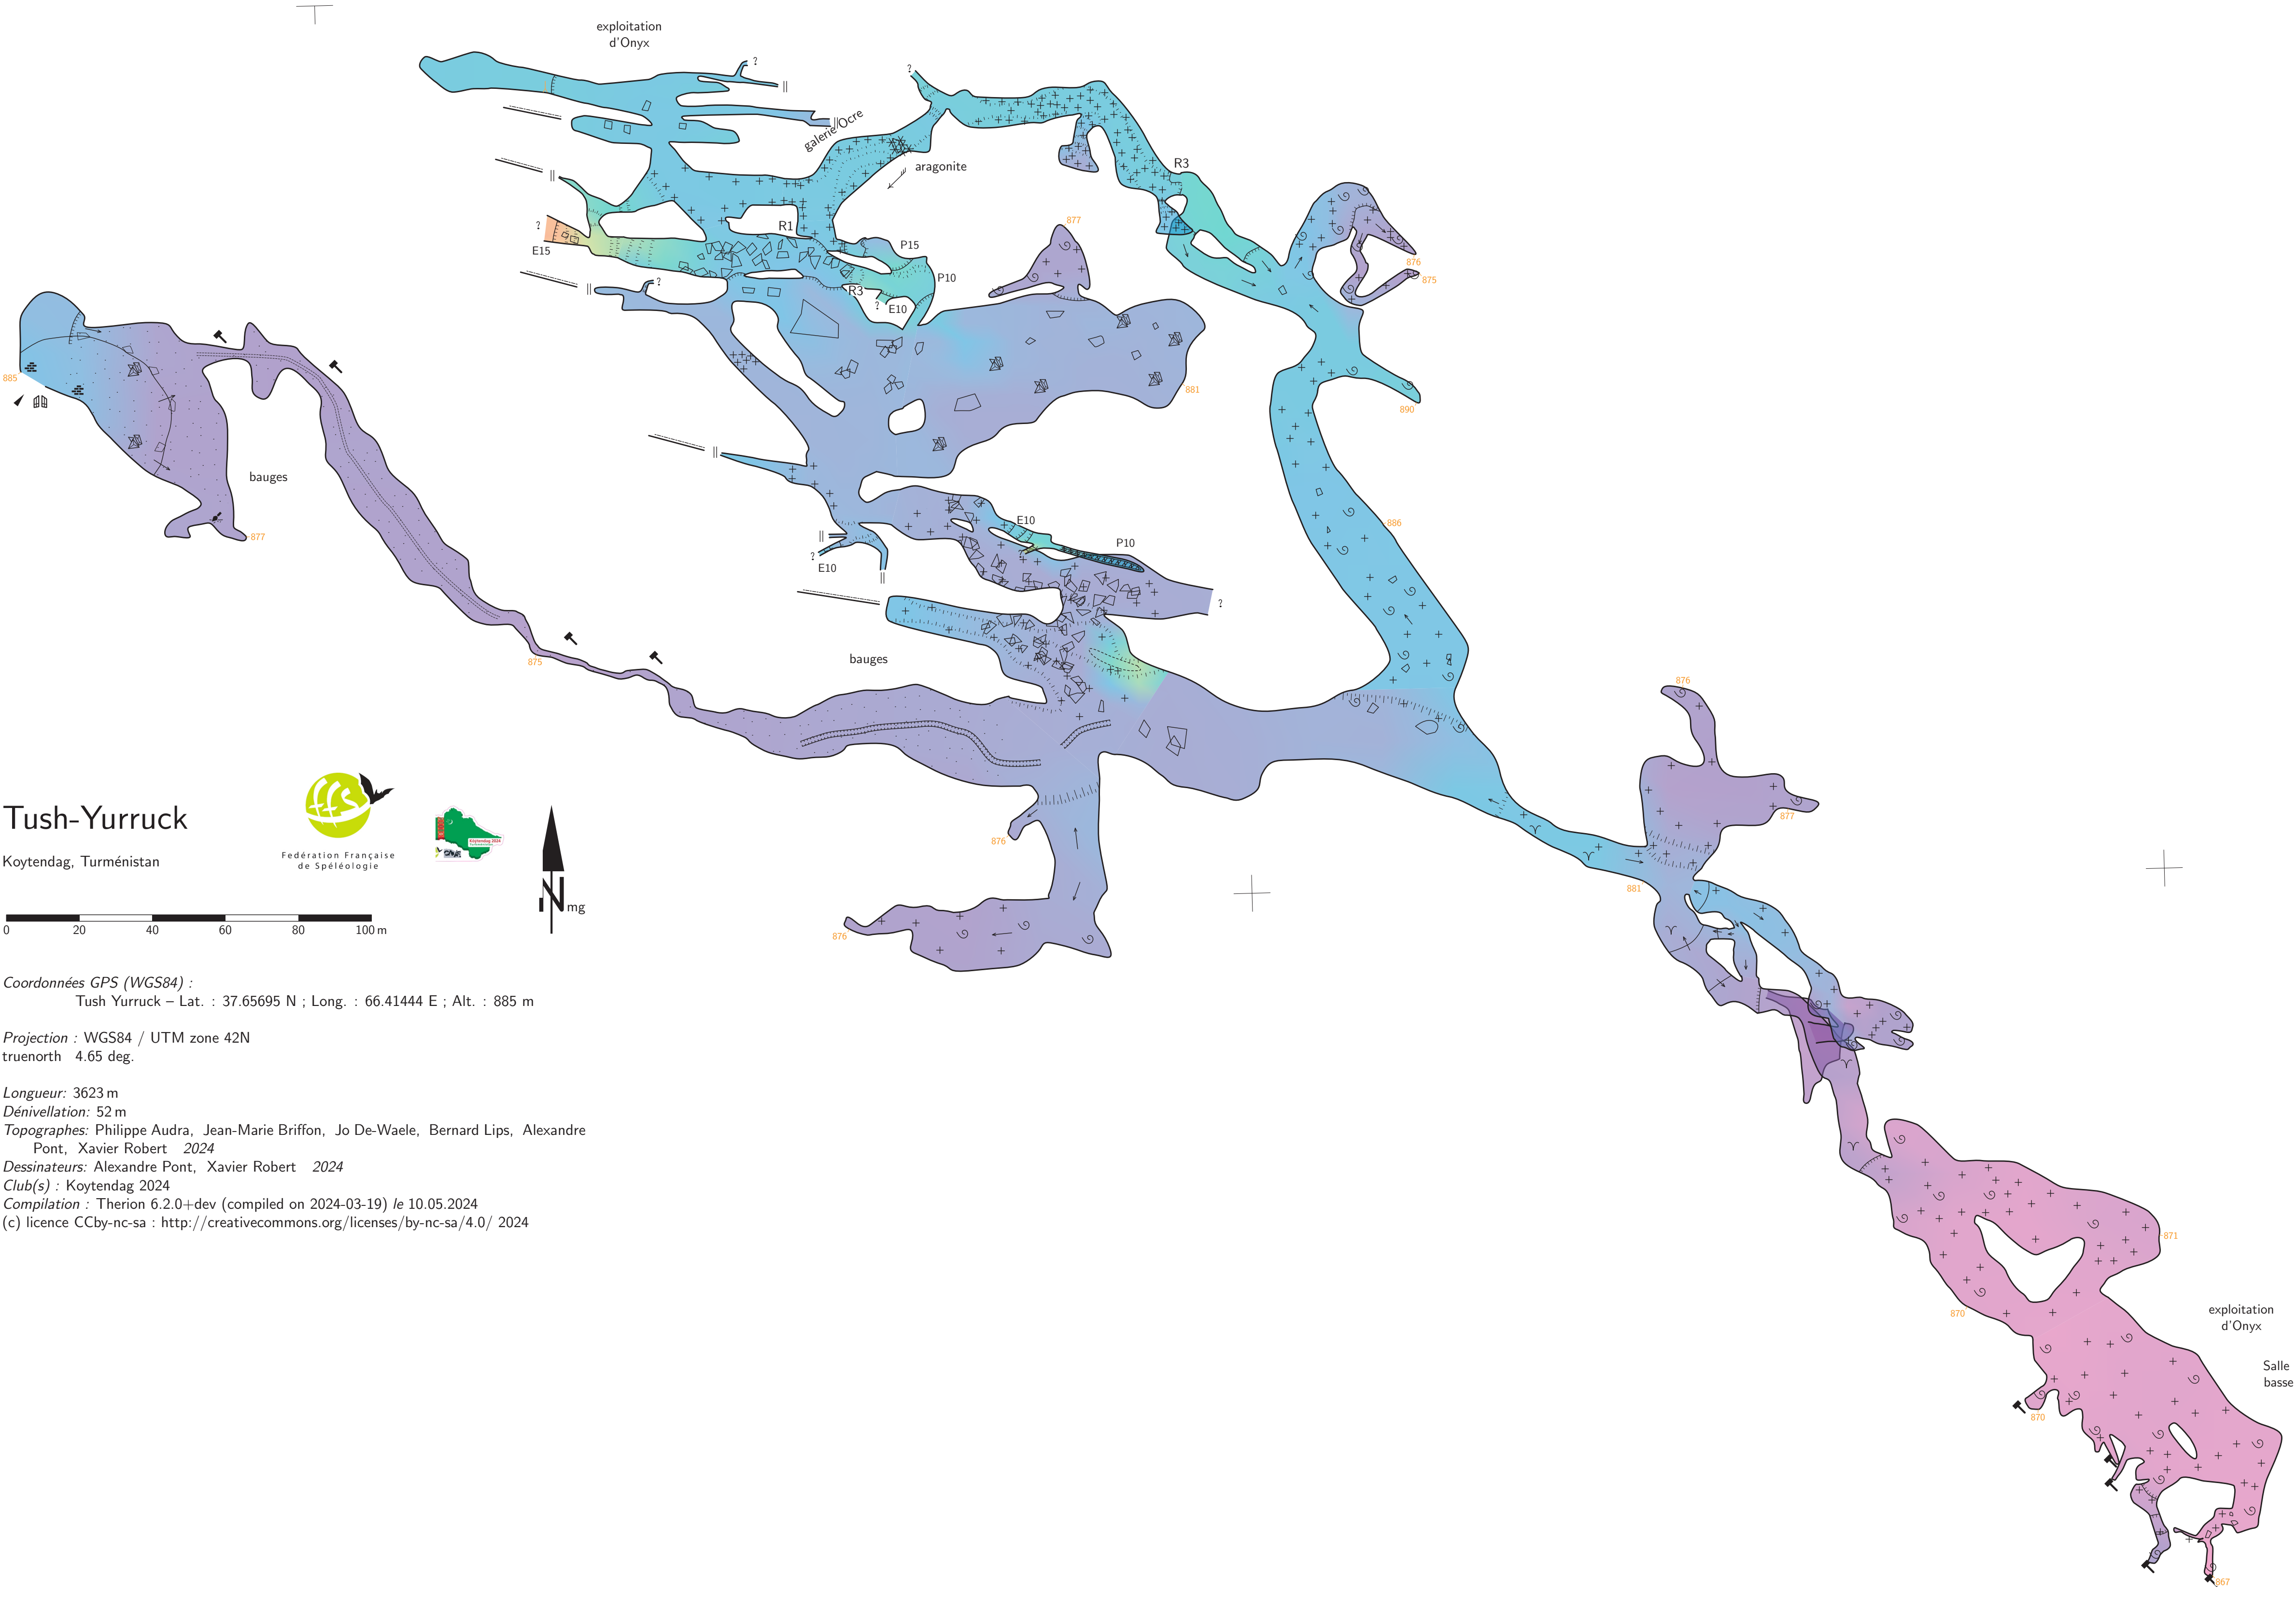 exploitation
d'Onyx
?
||
||
galerie Ocre
?
aragonite
R3
||
?
E15
R1
P15
P10
R3
?
E10
877
876
875
||
?
881
890
885
bauges
877
||
||
?
E10
||
E10
?
P10
886
?
875
bauges
876
877
876
876
881
Tush-Yurruck
Koytendag, Turménistan
Fedération Française
de Spéléologie
Koytendag 2024
N mg
0 20 40 60 80 100 m
Coordonnées GPS (WGS84) :
Tush Yurruck – Lat. : 37.65695 N ; Long. : 66.41444 E ; Alt. : 885 m
Projection : WGS84 / UTM zone 42N
truenorth 4.65 deg.
Longueur: 3623 m
Dénivellation: 52 m
Topographes: Philippe Audra, Jean-Marie Briffon, Jo De-Waele, Bernard Lips, Alexandre
Pont, Xavier Robert 2024
Dessinateurs: Alexandre Pont, Xavier Robert 2024
Club(s) : Koytendag 2024
Compilation : Therion 6.2.0+dev (compiled on 2024-03-19) le 10.05.2024
(c) licence CCby-nc-sa : http://creativecommons.org/licenses/by-nc-sa/4.0/ 2024
871
870
exploitation
d'Onyx
Salle
basse
870
867